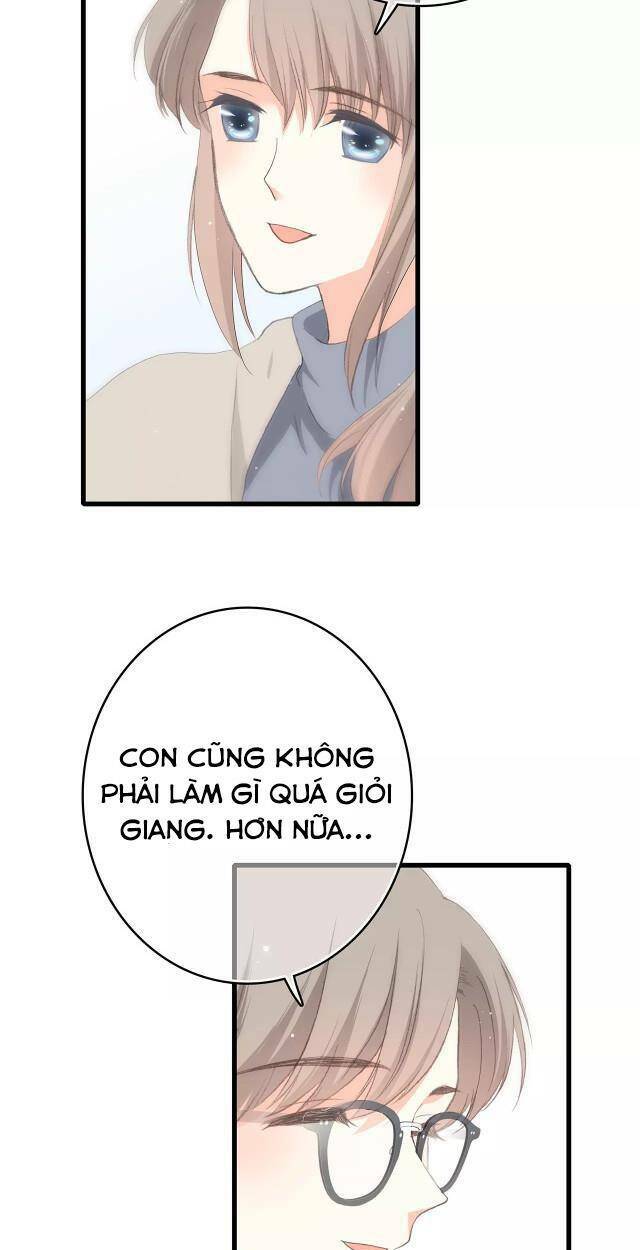 CON CŨNG KHÔNG
PHẢI LÀM GÌ QUÁ GIỎI
GIANG. HƠN NỮA...